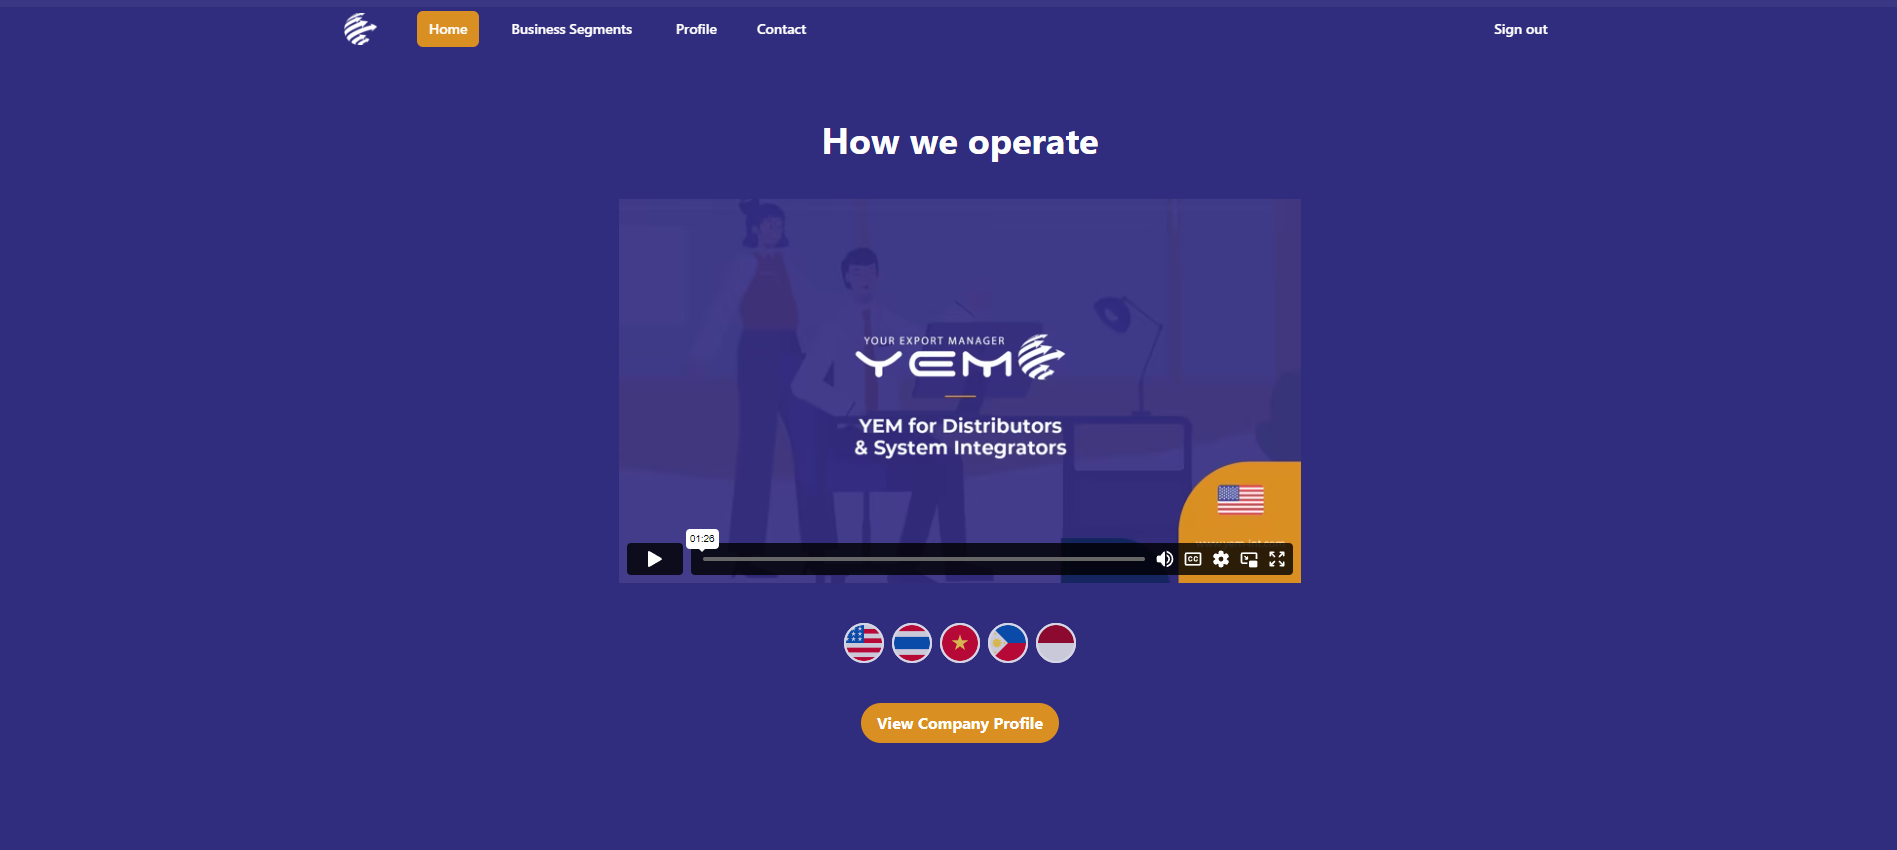 Home
Business Segments
Profile
Contact
Sign out
How we operate
YOUR EXPORT MANAGER
YEM
YEM for Distributors
& System Integrators
01:26
CC
View Company Profile